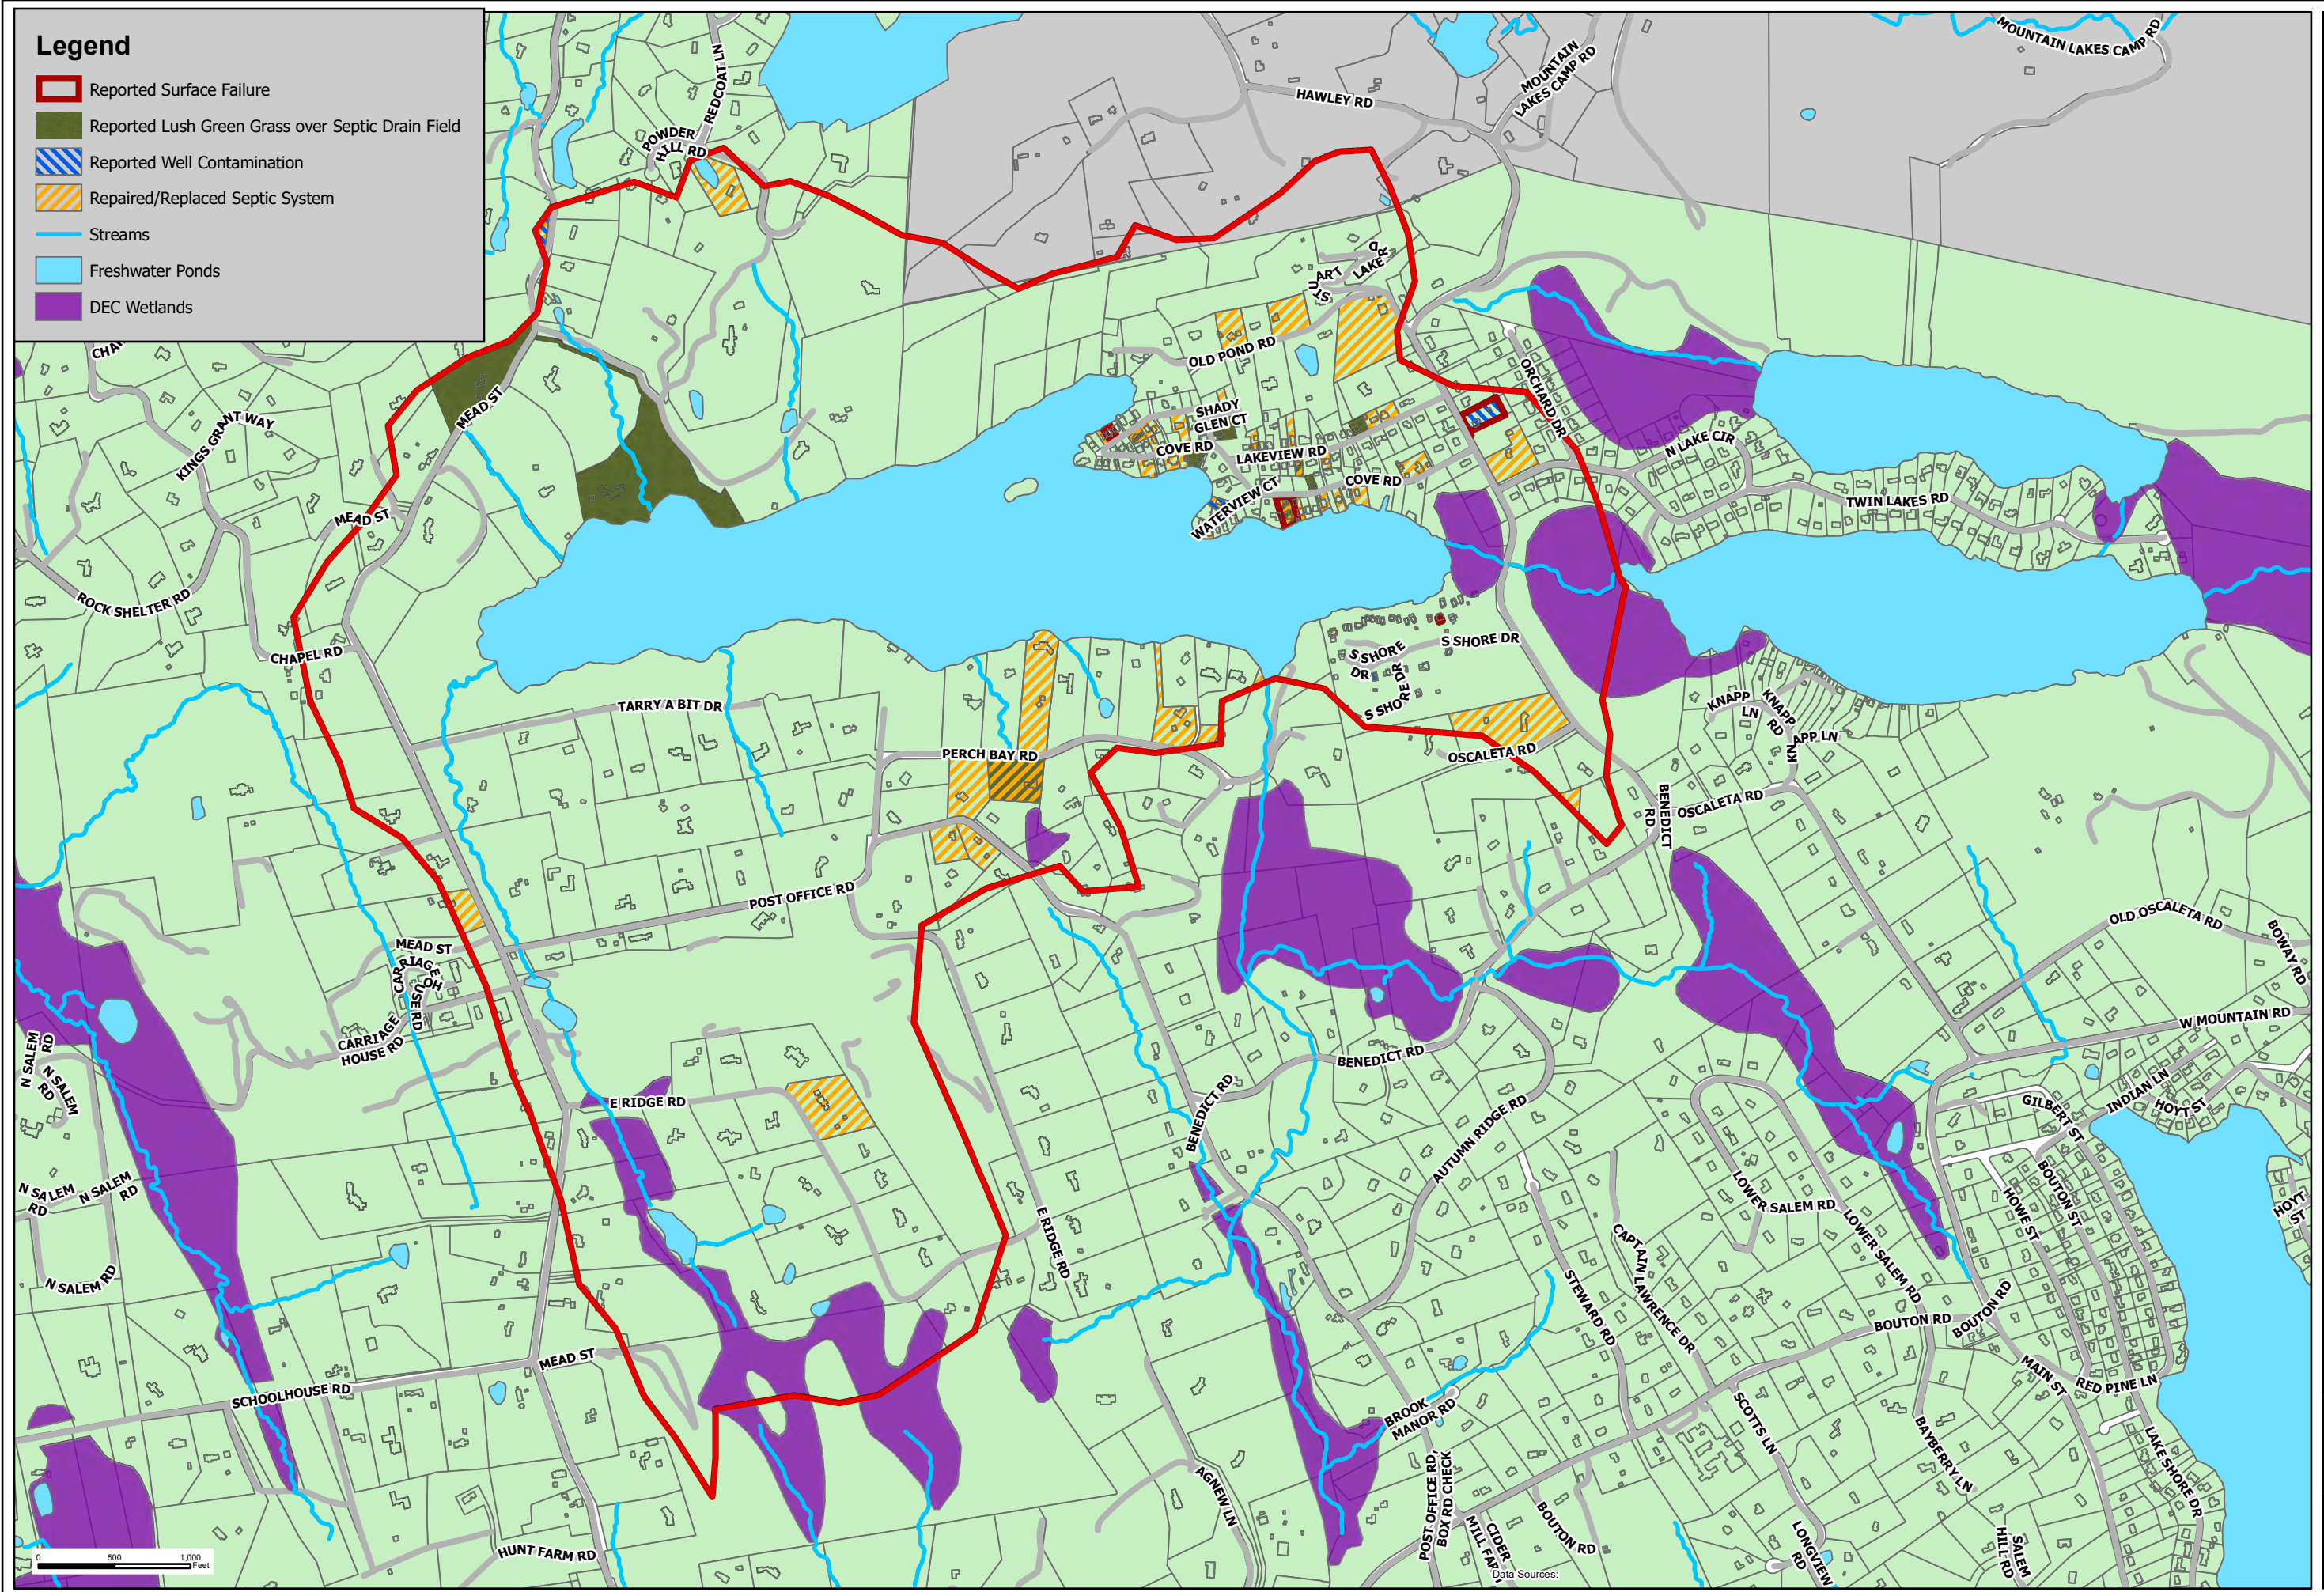 Legend
Reported Surface Failure
Reported Lush Green Grass over Septic Drain Field
Reported Well Contamination
Repaired/Replaced Septic System
Streams
Freshwater Ponds
DEC Wetlands
REDCOAT LN
POWDER
HILL RD
HAWLEY RD
MOUNTAIN
LAKES CAMP RD
MOUNTAIN LAKES CAMP RD
STUART
LAKE RD
OLD POND RD
SHADY
GLEN CT
COVE RD
LAKEVIEW RD
COVE RD
WATERVIEW CT
ORCHARD DR
N LAKE CIR
TWIN LAKES RD
KINGS GRANT WAY
MEAD ST
MEAD ST
ROCK SHELTER RD
CHAPEL RD
S SHORE DR
S SHORE
DR
S SHORE DR
TARRY A BIT DR
PERCH BAY RD
OSCALETA RD
KNAPP
LN
KNAPP
RD
KNAPP LN
OSCALETA RD
BENEDICT
RD
POST OFFICE RD
OLD OSCALETA RD
BOWAY RD
MEAD ST
CARRIAGE HO
USE RD
CARRIAGE
HOUSE RD
N SALEM
RD
N SALEM
RD
W MOUNTAIN RD
BENEDICT RD
BENEDICT RD
E RIDGE RD
AUTUMN RIDGE RD
INDIAN LN
HOYT ST
GILBERT ST
BOUTON ST
HOWE ST
HOYT
ST
N SALEM
RD
N SALEM
RD
N SALEM RD
E RIDGE RD
LOWER SALEM RD
LOWER SALEM RD
CAPTAIN LAWRENCE DR
STEWARD RD
BOUTON RD
BOUTON RD
MEAD ST
SCHOOLHOUSE RD
MAIN ST
RED PINE LN
BROOK
MANOR RD
SCOTTS LN
BAYBERRY LN
LAKE SHORE DR
AGNEW LN
POST OFFICE RD,
BOX RD CHECK
CIDER
BOUTON RD
LONGVIEW
RD
SALEM
HILL RD
HUNT FARM RD
0 500 1,000
Feet
Data Sources: